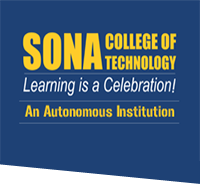 SONA COLLEGE OF
TECHNOLOGY
Learning is a Celebration!
An Autonomous Institution